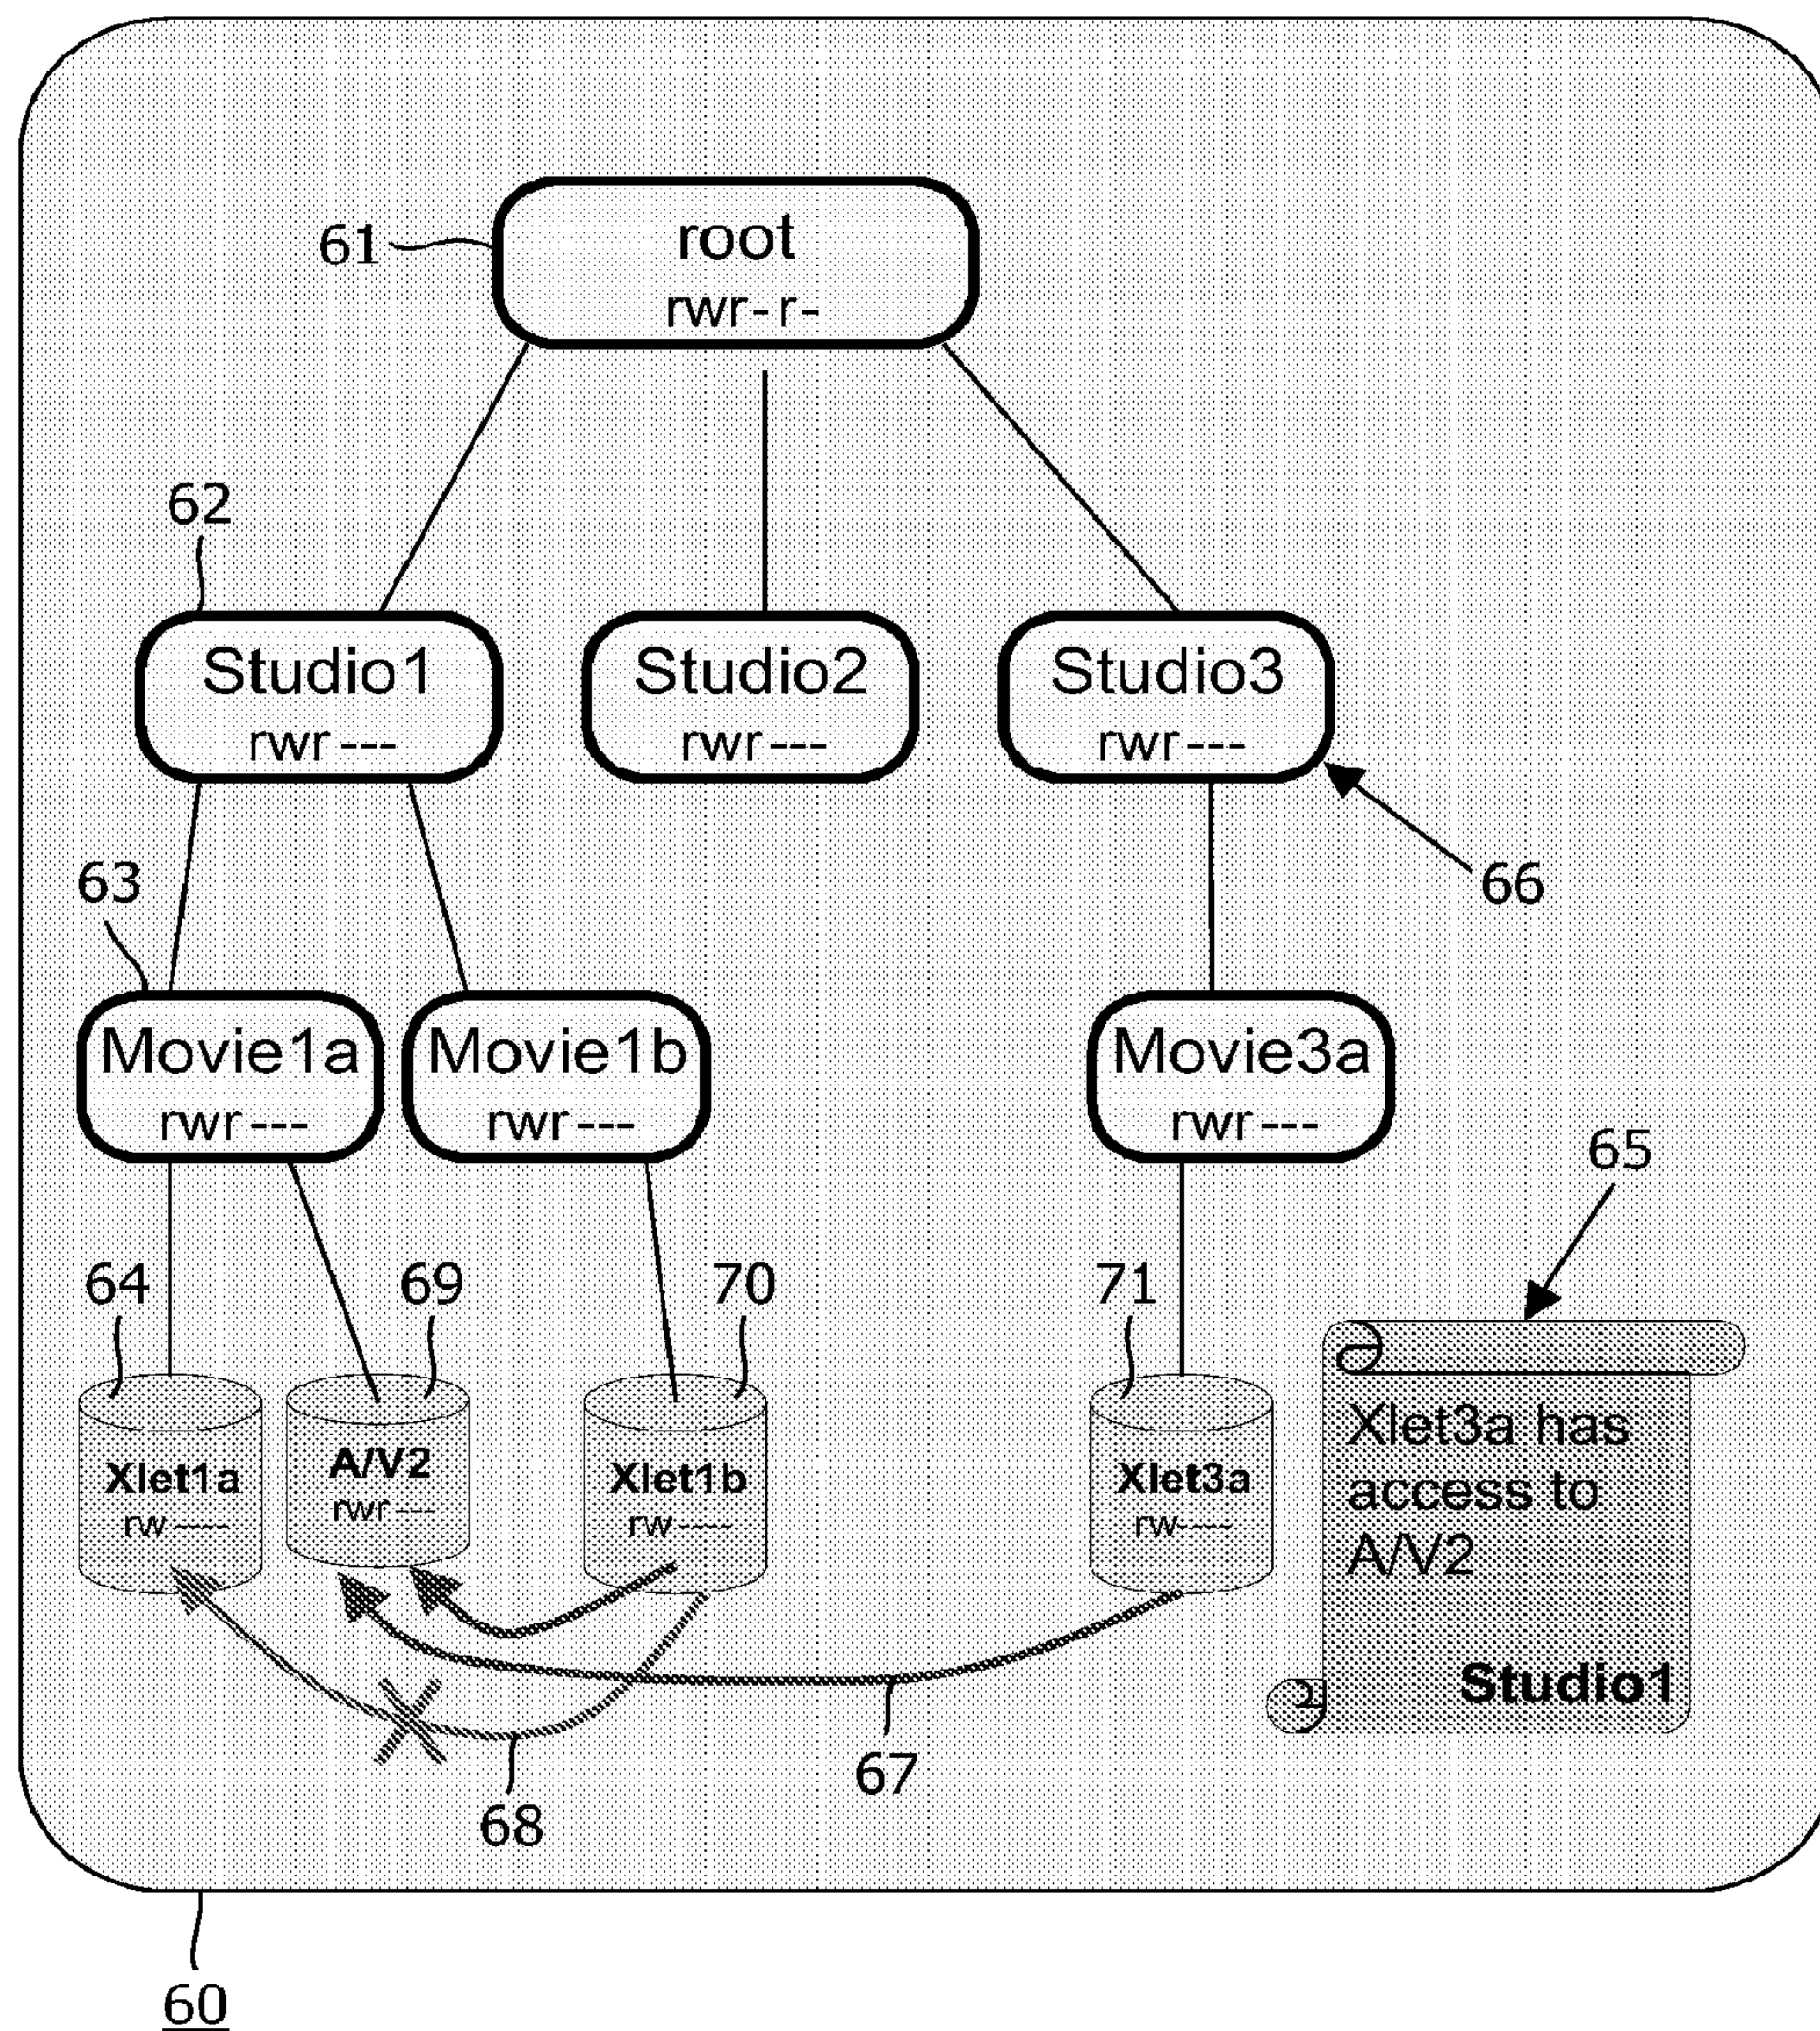 root
61
rwr-r-
62
Studio1
rwr---
Studio2
rwr---
Studio3
rwr---
66
63
Movie1a
rwr---
Movie1b
rwr---
Movie3a
rwr---
65
64
69
70
71
Xlet1a
rw----
A/V2
rwr---
Xlet1b
rw----
Xlet3a
rw----
Xlet3a has
access to
A/V2
Studio1
67
68
60